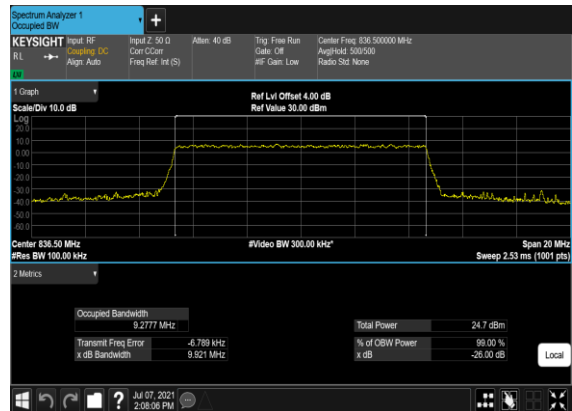 Spectrum Analyzer 1
Occupied BW
KEYSIGHT Input: RF Input Z: 50 Ω Atten: 40 dB Trig: Free Run Center Freq: 836.500000 MHz
R L Coupling: DC Corr CCorr Gate: Off Avg|Hold: 500/500
Align: Auto Freq Ref: Int (S) #IF Gain: Low Radio Std: None
1 Graph
Scale/Div 10.0 dB Ref Lvl Offset 4.00 dB
Ref Value 30.00 dBm
Log
20.0
10.0
0.00
-10.0
-20.0
-30.0
-40.0
-50.0
-60.0
Center 836.50 MHz #Video BW 300.00 kHz* Span 20 MHz
#Res BW 100.00 kHz Sweep 2.53 ms (1001 pts)
2 Metrics
Occupied Bandwidth
9.2777 MHz Total Power 24.7 dBm
Transmit Freq Error -6.789 kHz % of OBW Power 99.00 %
x dB Bandwidth 9.921 MHz x dB -26.00 dB
Local
Jul 07, 2021
2:08:06 PM